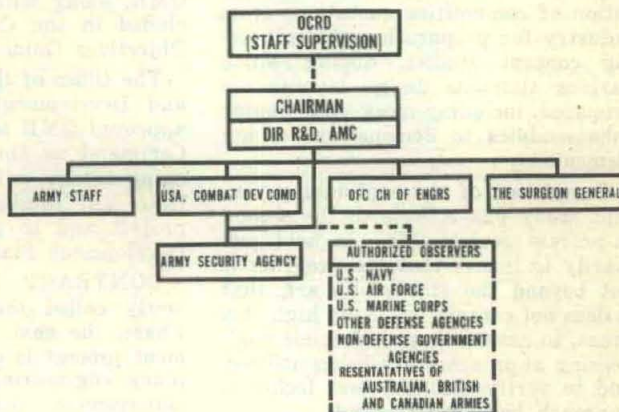 OCRD
(STAFF SUPERVISION)
CHAIRMAN
DIR R&D, AMC
ARMY STAFF
USA, COMBAT DEV COMD
OFC CH OF ENGRS
THE SURGEON GENERAL
ARMY SECURITY AGENCY
AUTHORIZED OBSERVERS
U.S. NAVY
U.S. AIR FORCE
U.S. MARINE CORPS
OTHER DEFENSE AGENCIES
NON-DEFENSE GOVERNMENT
AGENCIES
RESENTATIVES OF
AUSTRALIAN, BRITISH
AND CANADIAN ARMIES